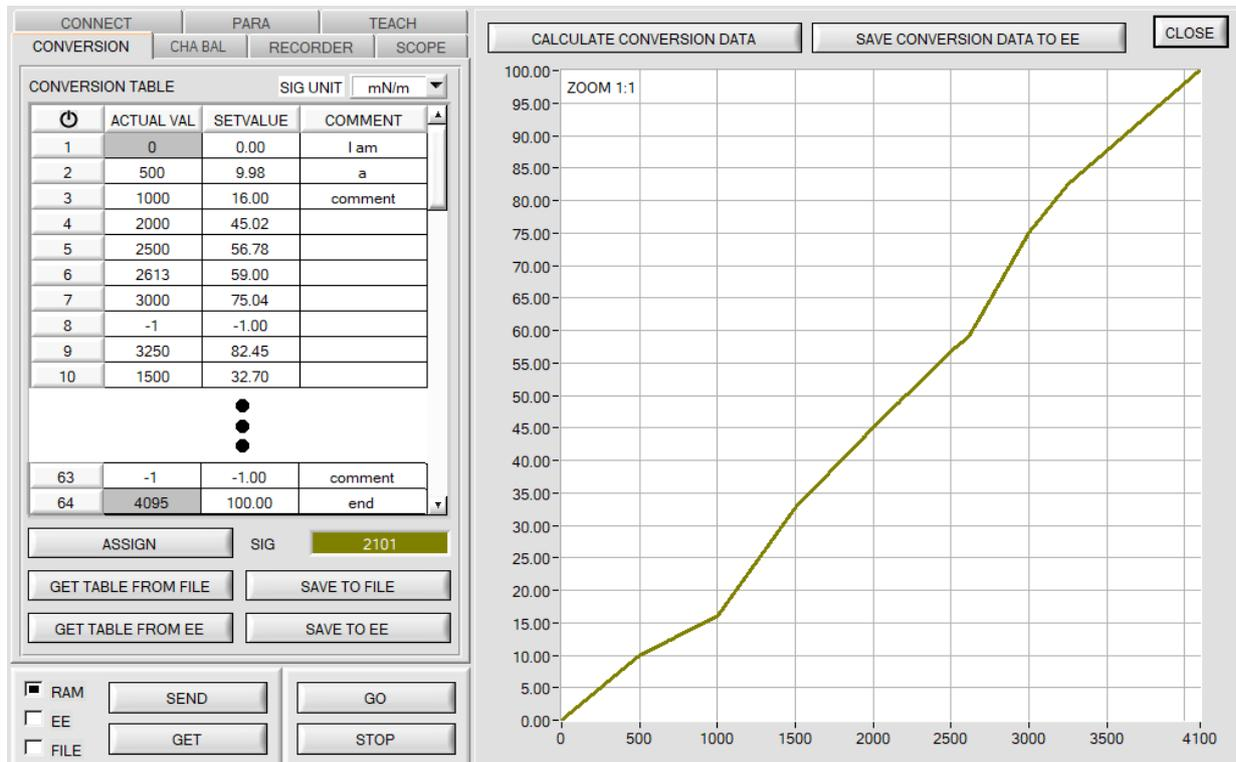 CONNECT PARA TEACH
CONVERSION CHA BAL RECORDER SCOPE
CONVERSION TABLE SIG UNIT mN/m
ACTUAL VAL SETVALUE COMMENT
1 0 0.00 I am
2 500 9.98 a
3 1000 16.00 comment
4 2000 45.02
5 2500 56.78
6 2613 59.00
7 3000 75.04
8 -1 -1.00
9 3250 82.45
10 1500 32.70
63 -1 -1.00 comment
64 4095 100.00 end
ASSIGN SIG 2101
GET TABLE FROM FILE SAVE TO FILE
GET TABLE FROM EE SAVE TO EE
RAM
EE
FILE
SEND
GET
GO
STOP
CALCULATE CONVERSION DATA SAVE CONVERSION DATA TO EE CLOSE
ZOOM 1:1
100.00
95.00
90.00
85.00
80.00
75.00
70.00
65.00
60.00
55.00
50.00
45.00
40.00
35.00
30.00
25.00
20.00
15.00
10.00
5.00
0.00
0 500 1000 1500 2000 2500 3000 3500 4100